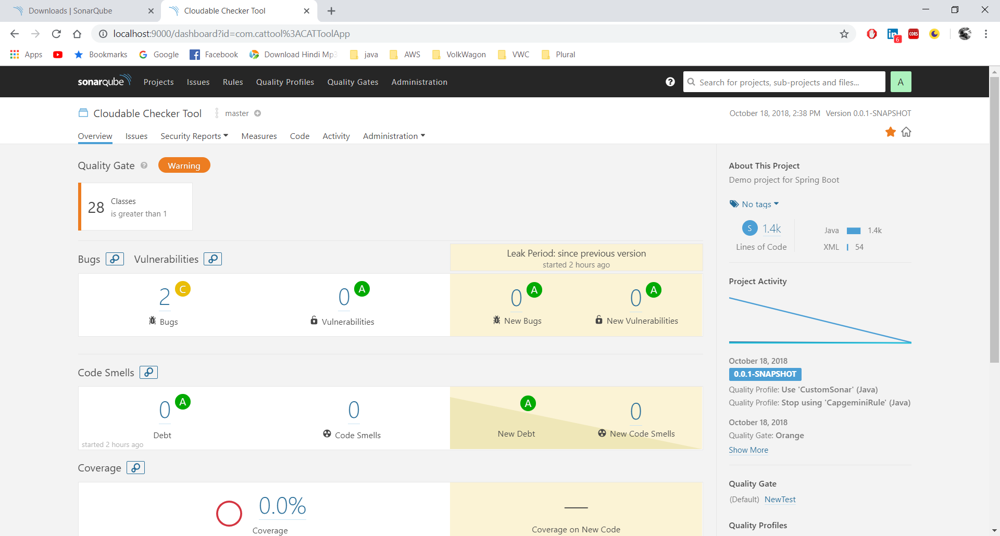 Downloads | SonarQube
Cloudable Checker Tool
localhost:9000/dashboard?id=com.cattool%3ACATToolApp
6
CORS
Apps
Bookmarks
Google
Facebook
Download Hindi Mp3
java
AWS
VolkWagon
VWC
Plural
sonarqube
Projects
Issues
Rules
Quality Profiles
Quality Gates
Administration
?
Search for projects, sub-projects and files...
A
Cloudable Checker Tool
master
October 18, 2018, 2:38 PM Version 0.0.1-SNAPSHOT
Overview
Issues
Security Reports
Measures
Code
Activity
Administration
Quality Gate ?
Warning
28
Classes
is greater than 1
Bugs
Vulnerabilities
Leak Period: since previous version
started 2 hours ago
2 C
Bugs
0 A
Vulnerabilities
0 A
New Bugs
0 A
New Vulnerabilities
Code Smells
0 A
Debt
started 2 hours ago
0
Code Smells
A
New Debt
0
New Code Smells
Coverage
0.0%
Coverage
—
Coverage on New Code
About This Project
Demo project for Spring Boot
No tags
S 1.4k
Lines of Code
Java 1.4k
XML 54
Project Activity
October 18, 2018
0.0.1-SNAPSHOT
Quality Profile: Use 'CustomSonar' (Java)
Quality Profile: Stop using 'CapgeminiRule' (Java)
October 18, 2018
Quality Gate: Orange
Show More
Quality Gate
(Default) NewTest
Quality Profiles